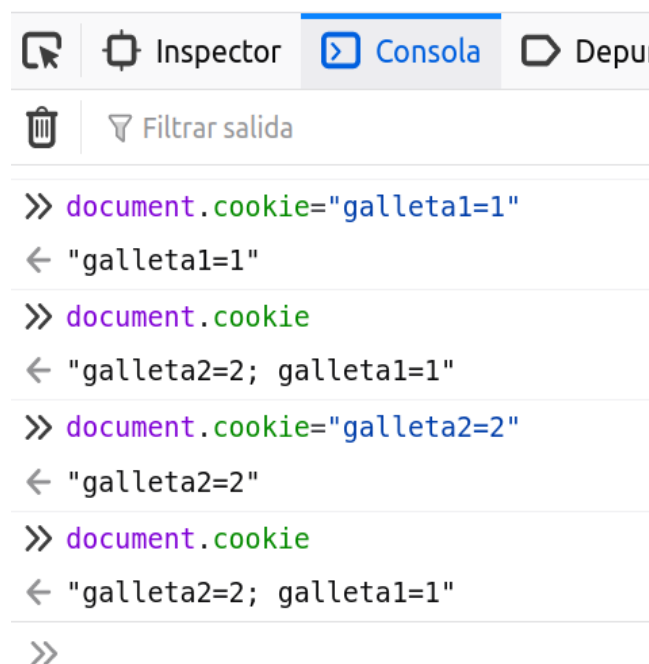 Inspector Consola Depu
Filtrar salida
» document.cookie="galleta1=1"
← "galleta1=1"
» document.cookie
← "galleta2=2; galleta1=1"
» document.cookie="galleta2=2"
← "galleta2=2"
» document.cookie
← "galleta2=2; galleta1=1"
»